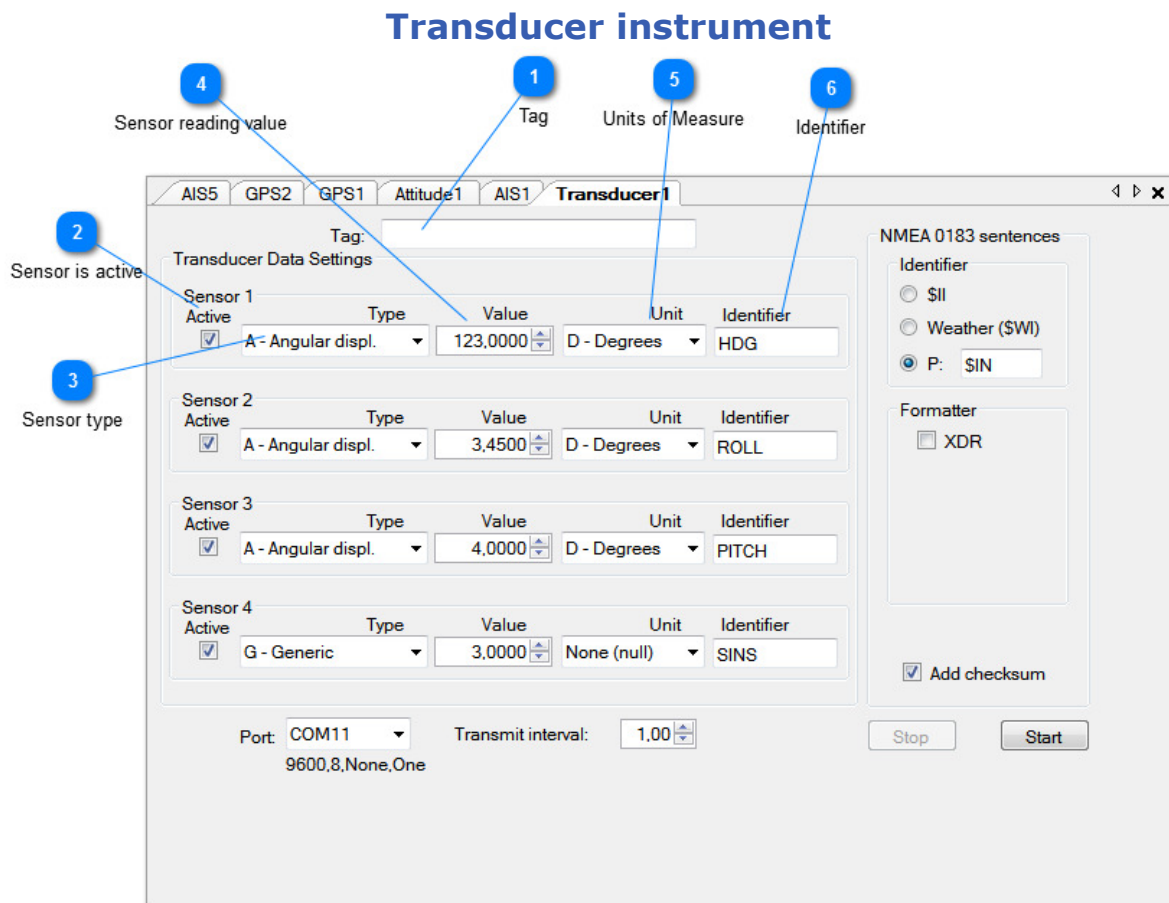 Transducer instrument
4 1 5 6
Sensor reading value Tag Units of Measure Identifier
AIS5 GPS2 GPS1 Attitude1 AIS1 Transducer1
2
Sensor is active
Tag:
NMEA 0183 sentences
Transducer Data Settings
Identifier
Sensor 1
$II
Active Type Value Unit Identifier
A - Angular displ. 123,0000 D - Degrees HDG
Weather ($WI)
P: $IN
3
Sensor type
Sensor 2
Formatter
Active Type Value Unit Identifier
A - Angular displ. 3,4500 D - Degrees ROLL
XDR
Sensor 3
Active Type Value Unit Identifier
A - Angular displ. 4,0000 D - Degrees PITCH
Sensor 4
Active Type Value Unit Identifier
G - Generic 3,0000 None (null) SINS
Add checksum
Port: COM11 Transmit interval: 1,00 Stop Start
9600,8,None,One